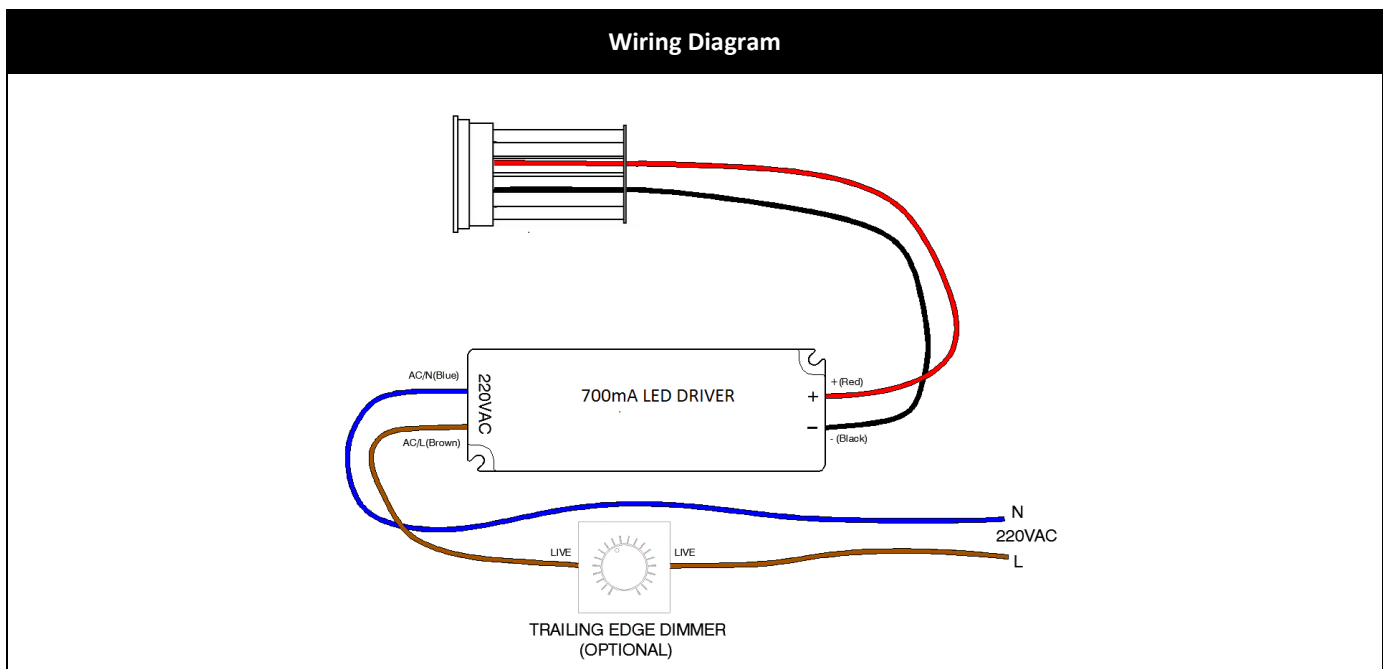 Wiring Diagram
AC/N(Blue)
220VAC
AC/L(Brown)
700mA LED DRIVER
+
+(Red)
–
- (Black)
N
220VAC
L
LIVE
LIVE
TRAILING EDGE DIMMER
(OPTIONAL)